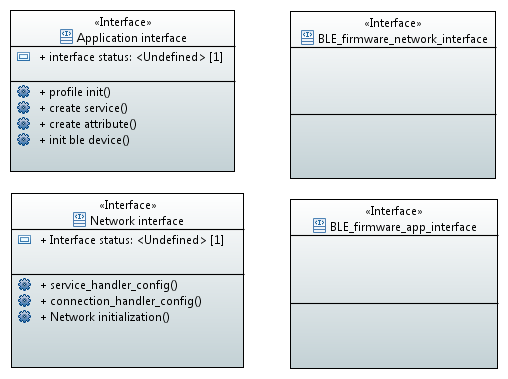 «Interface»
Application interface
+ interface status: <Undefined> [1]
+ profile init()
+ create service()
+ create attribute()
+ init ble device()
«Interface»
BLE_firmware_network_interface
«Interface»
Network interface
+ Interface status: <Undefined> [1]
+ service_handler_config()
+ connection_handler_config()
+ Network initialization()
«Interface»
BLE_firmware_app_interface